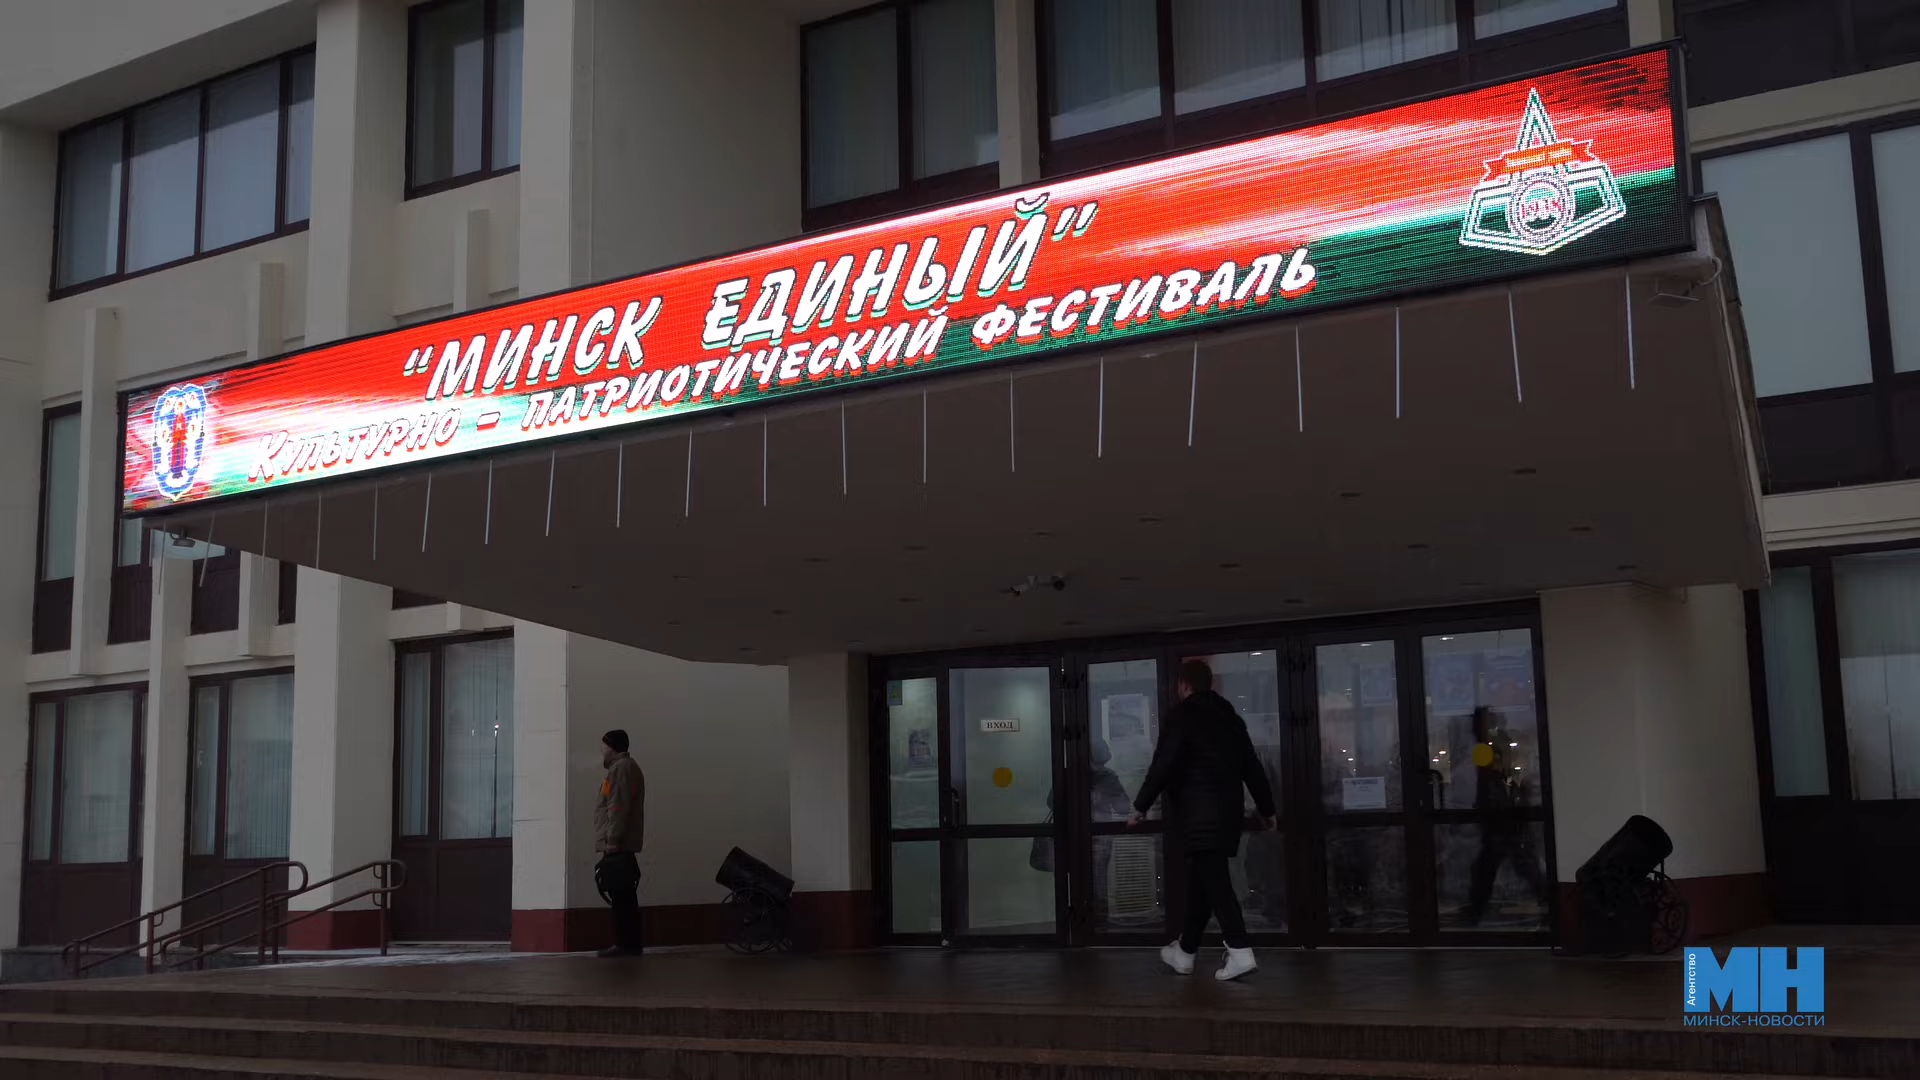 "МИНСК ЕДИНЫЙ"
КУЛЬТУРНО - ПАТРИОТИЧЕСКИЙ ФЕСТИВАЛЬ
ВХОД
Агентство
МН
МИНСК-НОВОСТИ